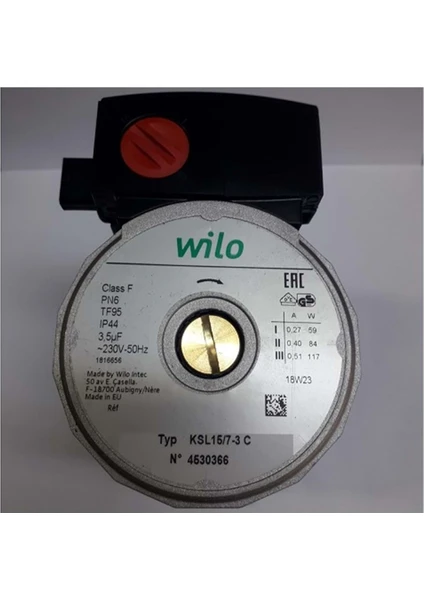 wilo
Class F
PN6
TF95
IP44
3,5µF
~230V-50Hz
1816656
Made by Wilo Intec
50 av E. Casella.
F-18700 Aubigny/Nère
Made in EU
Réf
EAC
GS
A W
I 0,27 59
II 0,40 84
III 0,51 117
18W23
Typ KSL15/7-3 C
N° 4530366